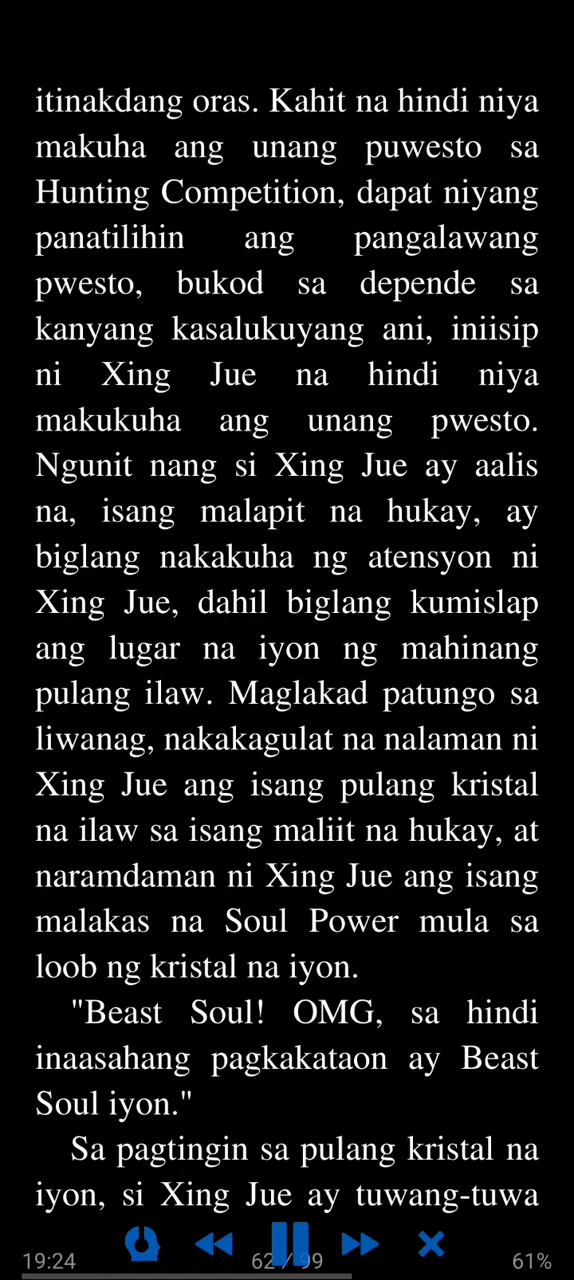 itinakdang oras. Kahit na hindi niya
makuha ang unang puwesto sa
Hunting Competition, dapat niyang
panatilihin ang pangalawang
pwesto, bukod sa depende sa
kanyang kasalukuyang ani, iniisip
ni Xing Jue na hindi niya
makukuha ang unang pwesto.
Ngunit nang si Xing Jue ay aalis
na, isang malapit na hukay, ay
biglang nakakuha ng atensyon ni
Xing Jue, dahil biglang kumislap
ang lugar na iyon ng mahinang
pulang ilaw. Maglakad patungo sa
liwanag, nakakagulat na nalaman ni
Xing Jue ang isang pulang kristal
na ilaw sa isang maliit na hukay, at
naramdaman ni Xing Jue ang isang
malakas na Soul Power mula sa
loob ng kristal na iyon.
"Beast Soul! OMG, sa hindi
inaasahang pagkakataon ay Beast
Soul iyon."
Sa pagtingin sa pulang kristal na
iyon, si Xing Jue ay tuwang-tuwa
19:24 62 / 99 61%